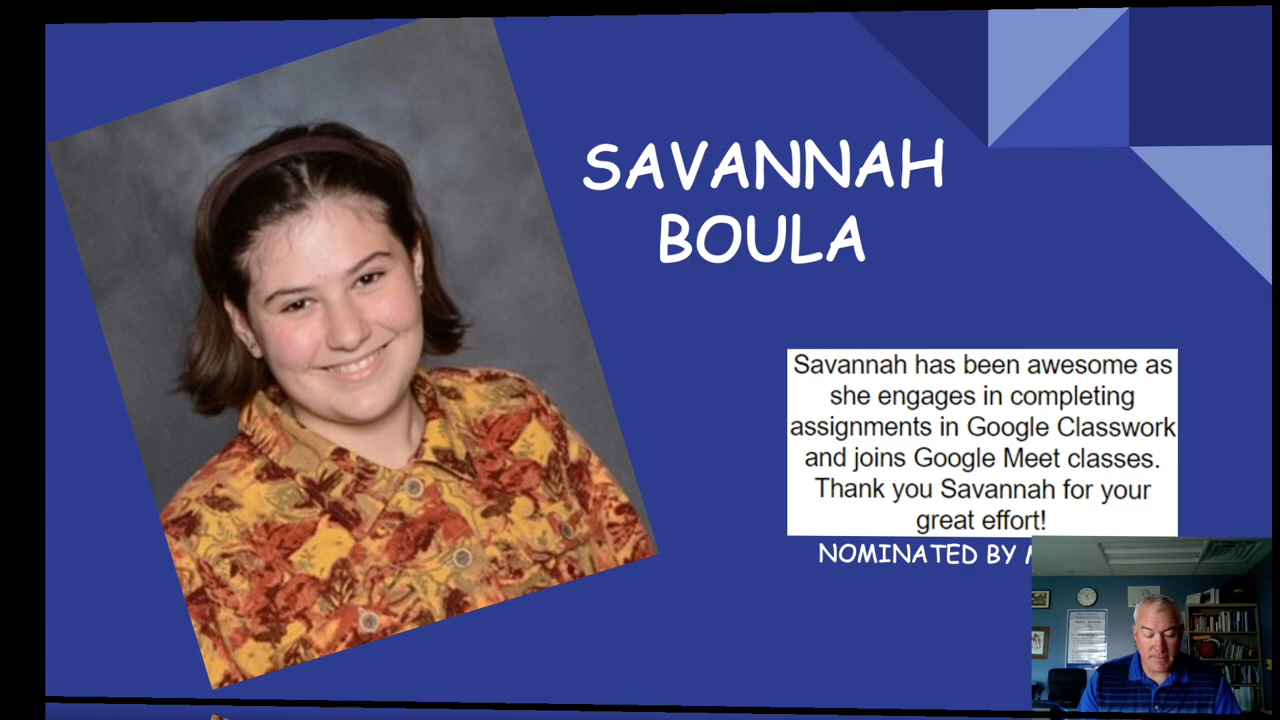 SAVANNAH
BOULA
Savannah has been awesome as
she engages in completing
assignments in Google Classwork
and joins Google Meet classes.
Thank you Savannah for your
great effort!
NOMINATED BY